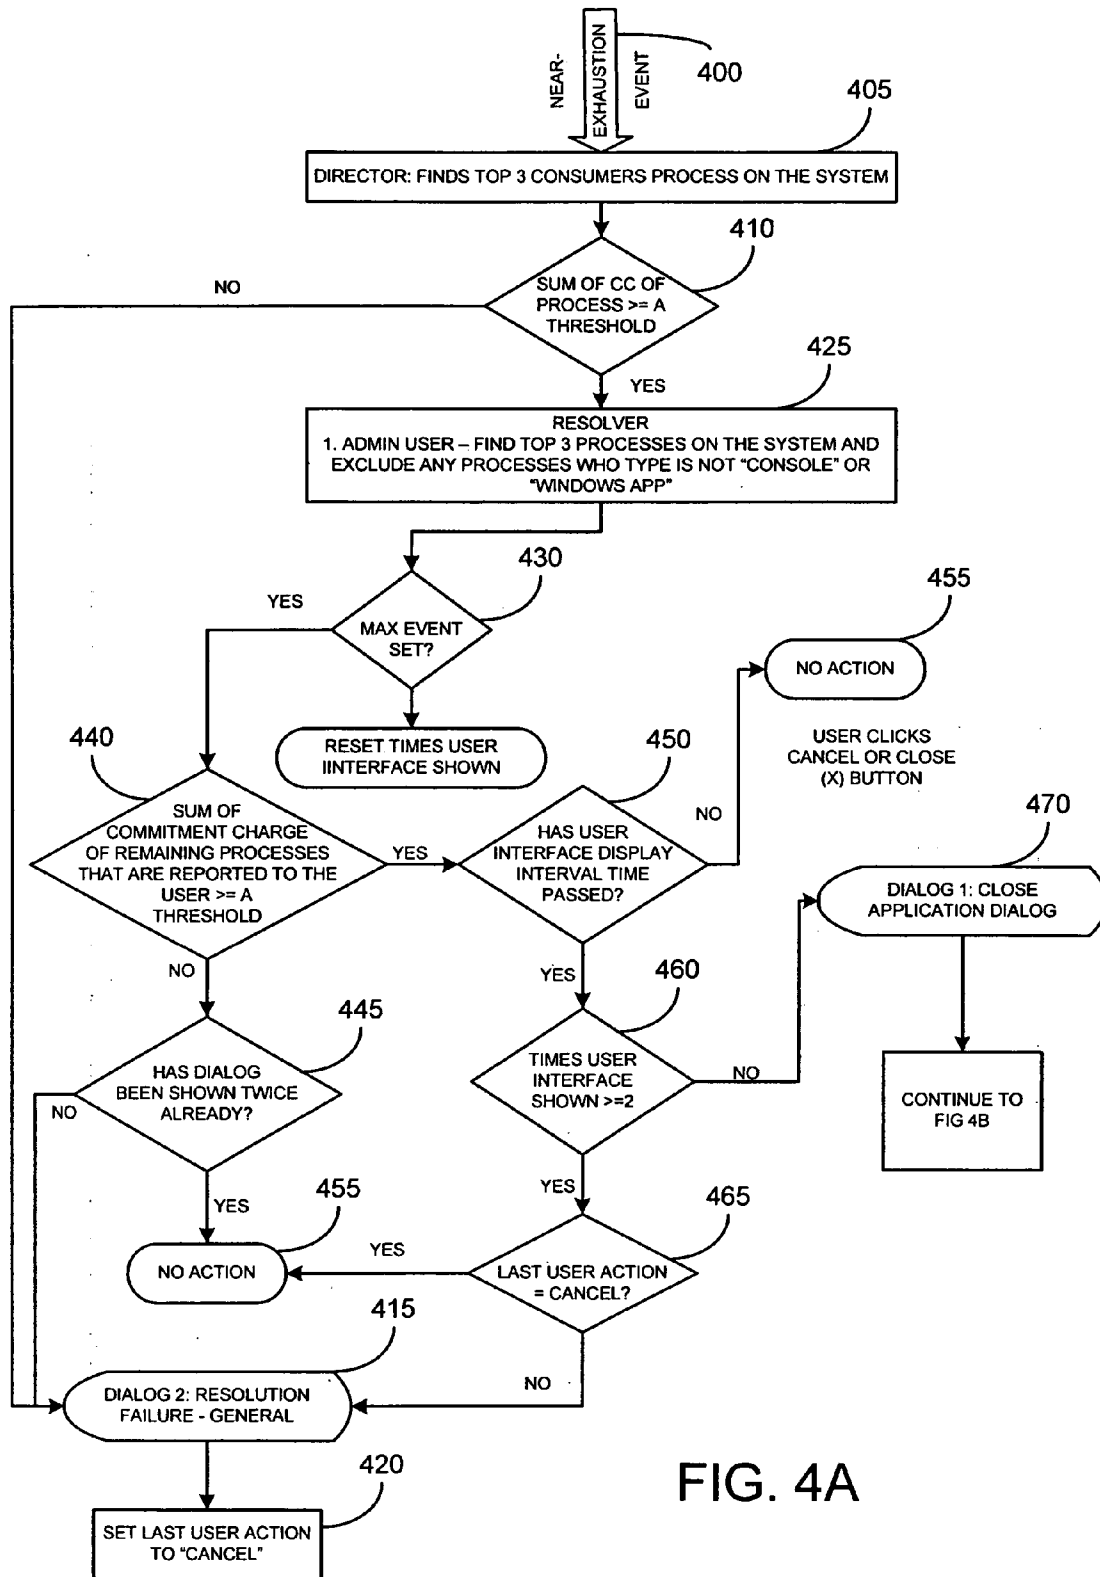 NEAR-
EXHAUSTION
EVENT
400
405
DIRECTOR: FINDS TOP 3 CONSUMERS PROCESS ON THE SYSTEM
410
NO
SUM OF CC OF
PROCESS >= A
THRESHOLD
425
YES
RESOLVER
1. ADMIN USER – FIND TOP 3 PROCESSES ON THE SYSTEM AND
EXCLUDE ANY PROCESSES WHO TYPE IS NOT "CONSOLE" OR
"WINDOWS APP"
430
YES
MAX EVENT
SET?
455
NO ACTION
RESET TIMES USER
IINTERFACE SHOWN
440
450
USER CLICKS
CANCEL OR CLOSE
(X) BUTTON
SUM OF
COMMITMENT CHARGE
OF REMAINING PROCESSES
THAT ARE REPORTED TO THE
USER >= A
THRESHOLD
YES
HAS USER
INTERFACE DISPLAY
INTERVAL TIME
PASSED?
NO
470
DIALOG 1: CLOSE
APPLICATION DIALOG
NO
YES
460
445
HAS DIALOG
BEEN SHOWN TWICE
ALREADY?
NO
TIMES USER
INTERFACE
SHOWN >=2
NO
CONTINUE TO
FIG 4B
YES
YES
455
465
NO ACTION
YES
LAST USER ACTION
= CANCEL?
415
NO
DIALOG 2: RESOLUTION
FAILURE - GENERAL
420
SET LAST USER ACTION
TO "CANCEL"
FIG. 4A